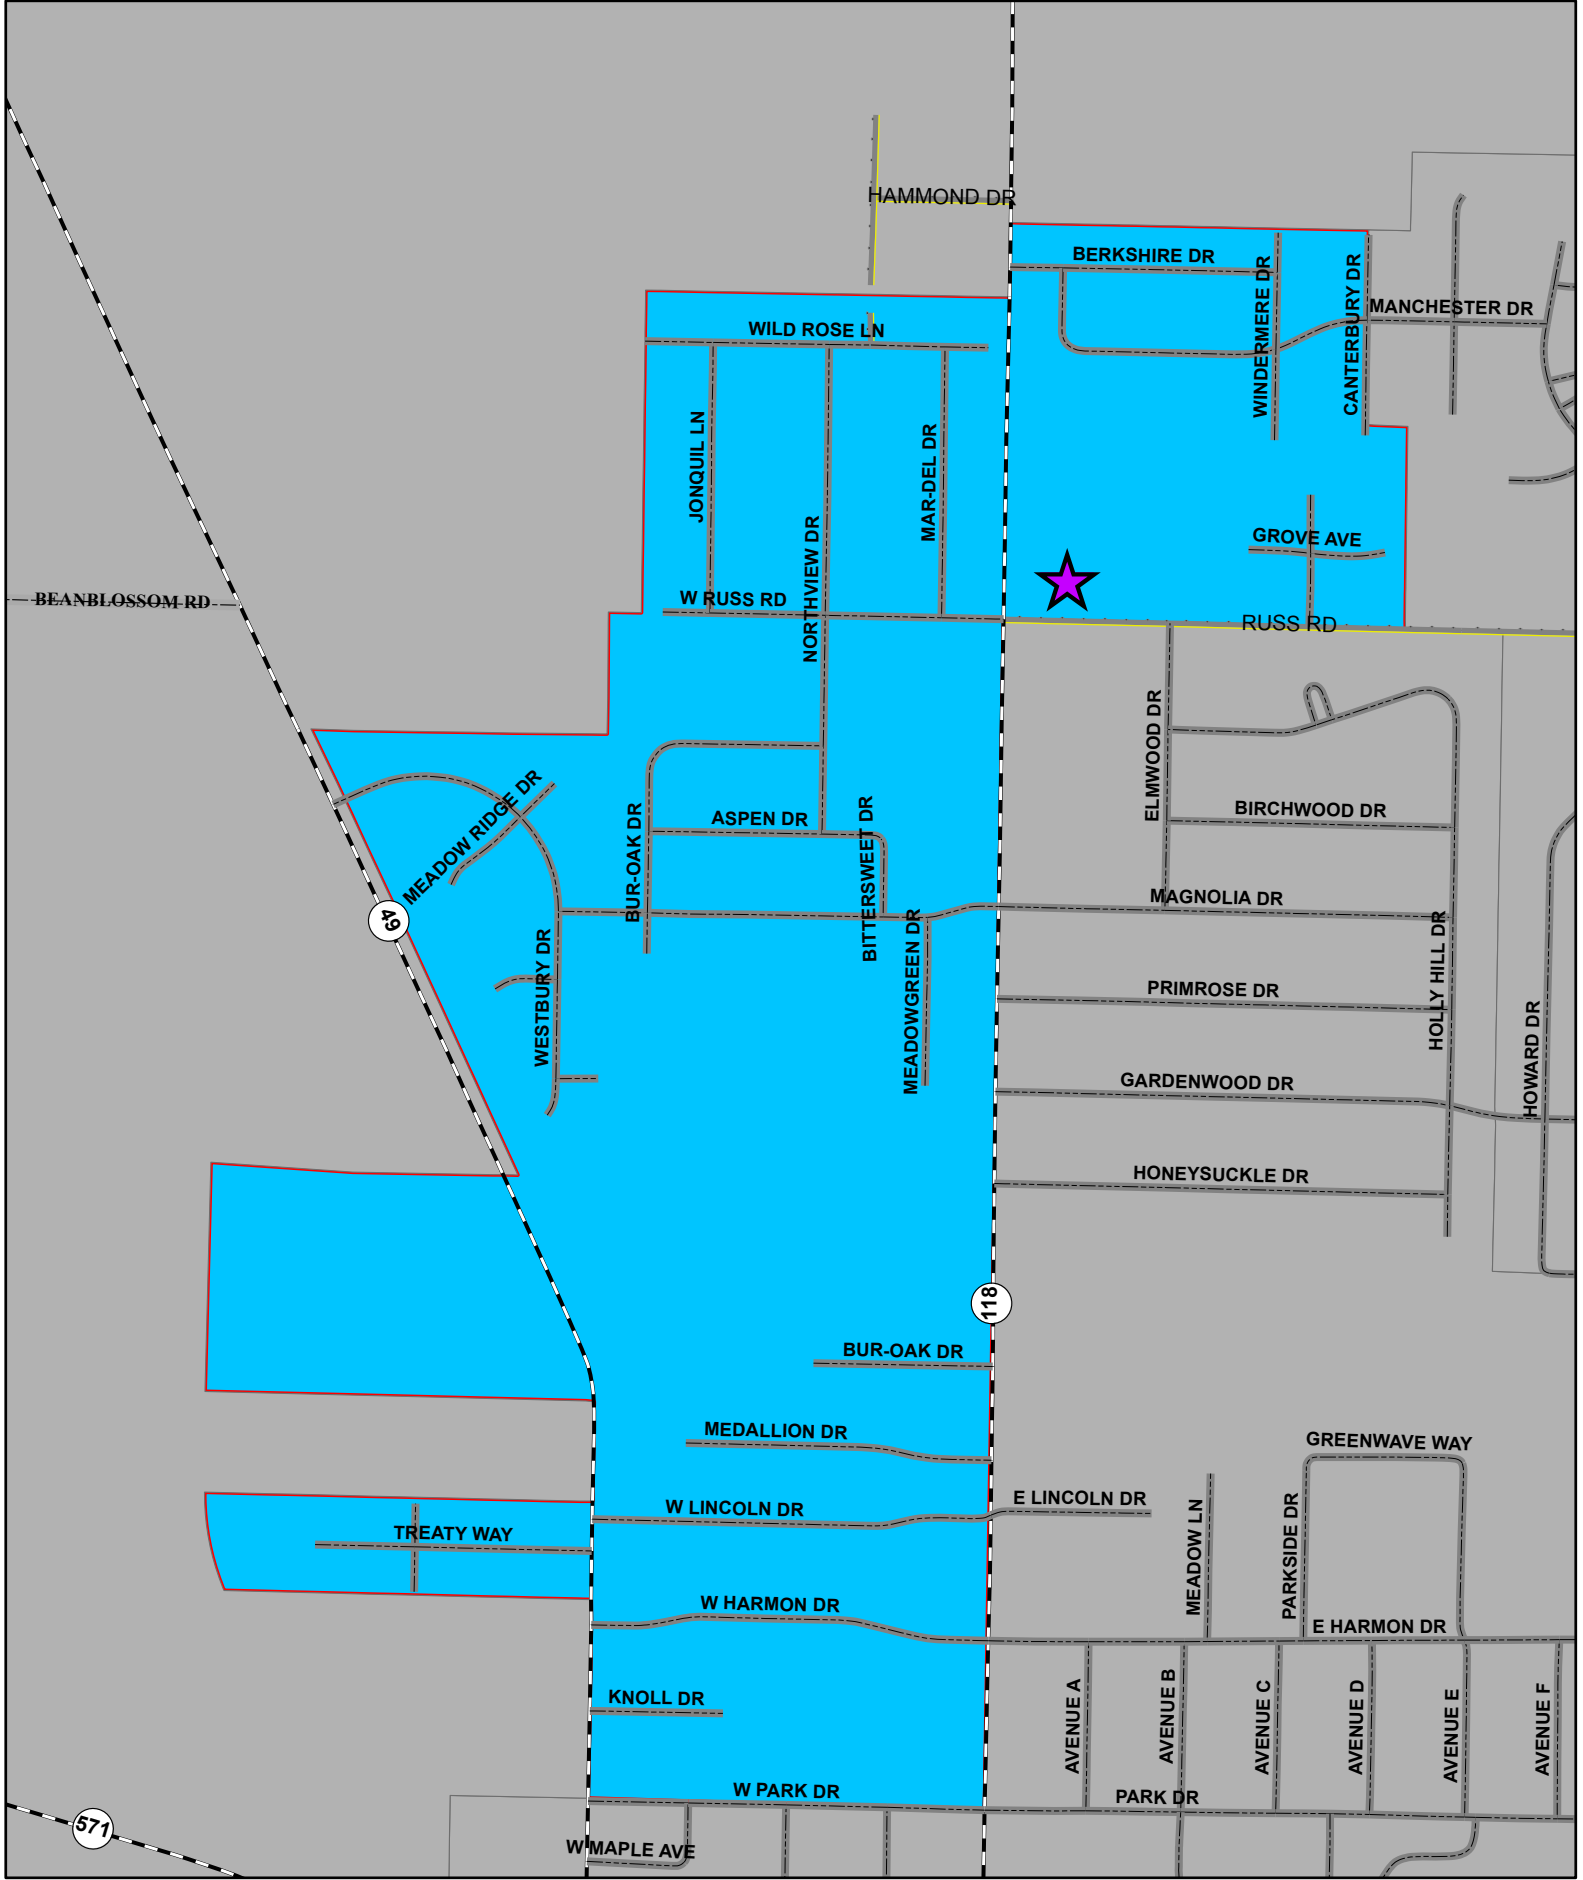 HAMMOND DR
BERKSHIRE DR
WINDERMERE DR
CANTERBURY DR
MANCHESTER DR
WILD ROSE LN
JONQUIL LN
NORTHVIEW DR
MAR-DEL DR
GROVE AVE
W RUSS RD
RUSS RD
BEANBLOSSOM RD
ELMWOOD DR
MEADOW RIDGE DR
BUR-OAK DR
ASPEN DR
BITTERSWEET DR
BIRCHWOOD DR
49
MAGNOLIA DR
WESTBURY DR
MEADOWGREEN DR
PRIMROSE DR
HOLLY HILL DR
HOWARD DR
GARDENWOOD DR
HONEYSUCKLE DR
118
BUR-OAK DR
MEDALLION DR
GREENWAVE WAY
W LINCOLN DR
E LINCOLN DR
TREATY WAY
MEADOW LN
PARKSIDE DR
W HARMON DR
E HARMON DR
KNOLL DR
AVENUE A
AVENUE B
AVENUE C
AVENUE D
AVENUE E
AVENUE F
W PARK DR
PARK DR
571
W MAPLE AVE